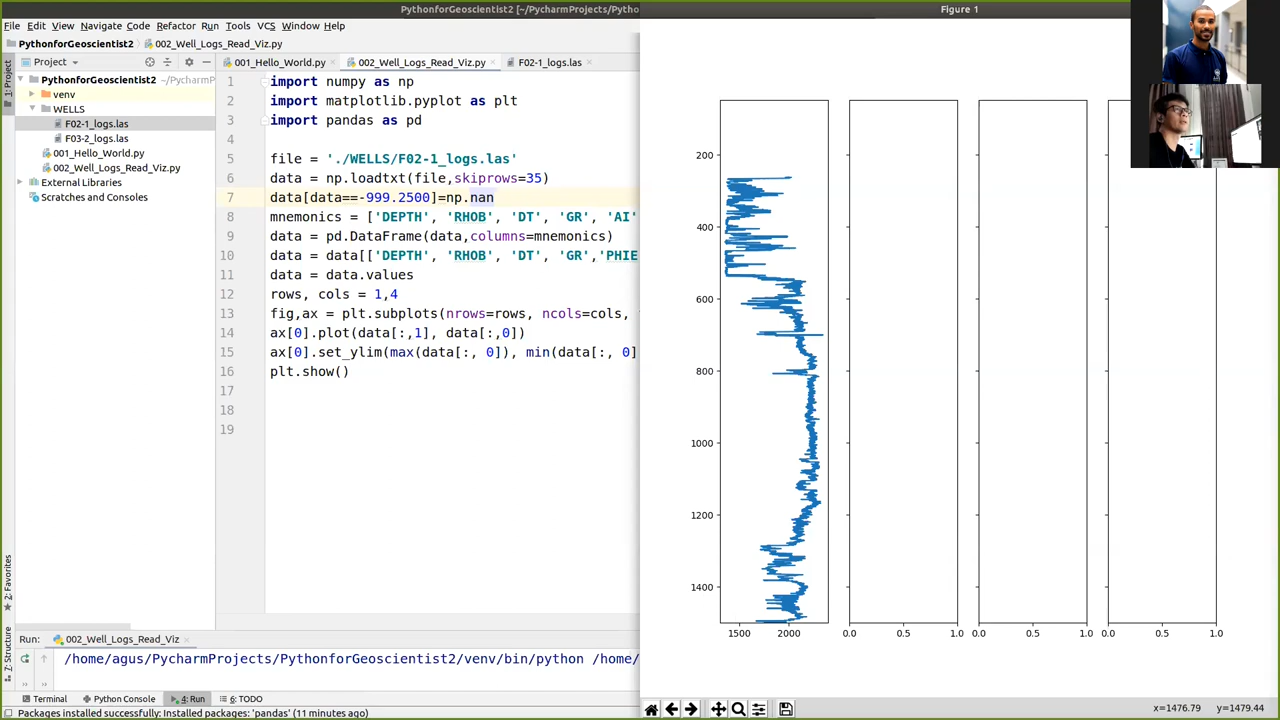 PythonforGeoscientist2 [~/PycharmProjects/PythonforG
Figure 1
File Edit View Navigate Code Refactor Run Tools VCS Window Help
PythonforGeoscientist2 002_Well_Logs_Read_Viz.py
Project
001_Hello_World.py
002_Well_Logs_Read_Viz.py
F02-1_logs.las
1: Project
PythonforGeoscientist2 ~/PycharmP
venv
WELLS
F02-1_logs.las
F03-2_logs.las
001_Hello_World.py
002_Well_Logs_Read_Viz.py
External Libraries
Scratches and Consoles
1 import numpy as np
2 import matplotlib.pyplot as plt
3 import pandas as pd
4
5 file = './WELLS/F02-1_logs.las'
6 data = np.loadtxt(file,skiprows=35)
7 data[data==-999.2500]=np.nan
8 mnemonics = ['DEPTH', 'RHOB', 'DT', 'GR', 'AI'
9 data = pd.DataFrame(data,columns=mnemonics)
10 data = data[['DEPTH', 'RHOB', 'DT', 'GR','PHIE
11 data = data.values
12 rows, cols = 1,4
13 fig,ax = plt.subplots(nrows=rows, ncols=cols,
14 ax[0].plot(data[:,1], data[:,0])
15 ax[0].set_ylim(max(data[:, 0]), min(data[:, 0]
16 plt.show()
17
18
19
200
400
600
800
1000
1200
1400
1500 2000 0.0 0.5 1.0 0.0 0.5 1.0 0.0 0.5 1.0
2: Favorites
7: Structure
Run: 002_Well_Logs_Read_Viz
/home/agus/PycharmProjects/PythonforGeoscientist2/venv/bin/python /home/
Terminal Python Console 4: Run 6: TODO
Packages installed successfully: Installed packages: 'pandas' (11 minutes ago)
x=1476.79 y=1479.44